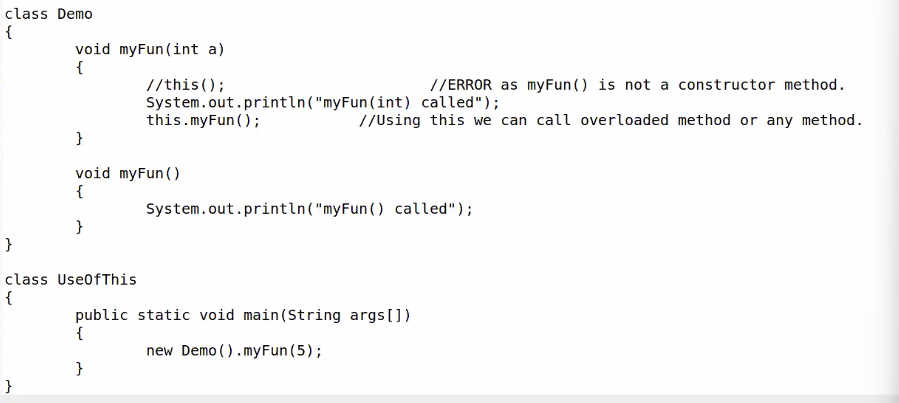 class Demo
{
        void myFun(int a)
        {
                //this();                       //ERROR as myFun() is not a constructor method.
                System.out.println("myFun(int) called");
                this.myFun();           //Using this we can call overloaded method or any method.
        }

        void myFun()
        {
                System.out.println("myFun() called");
        }
}

class UseOfThis
{
        public static void main(String args[])
        {
                new Demo().myFun(5);
        }
}